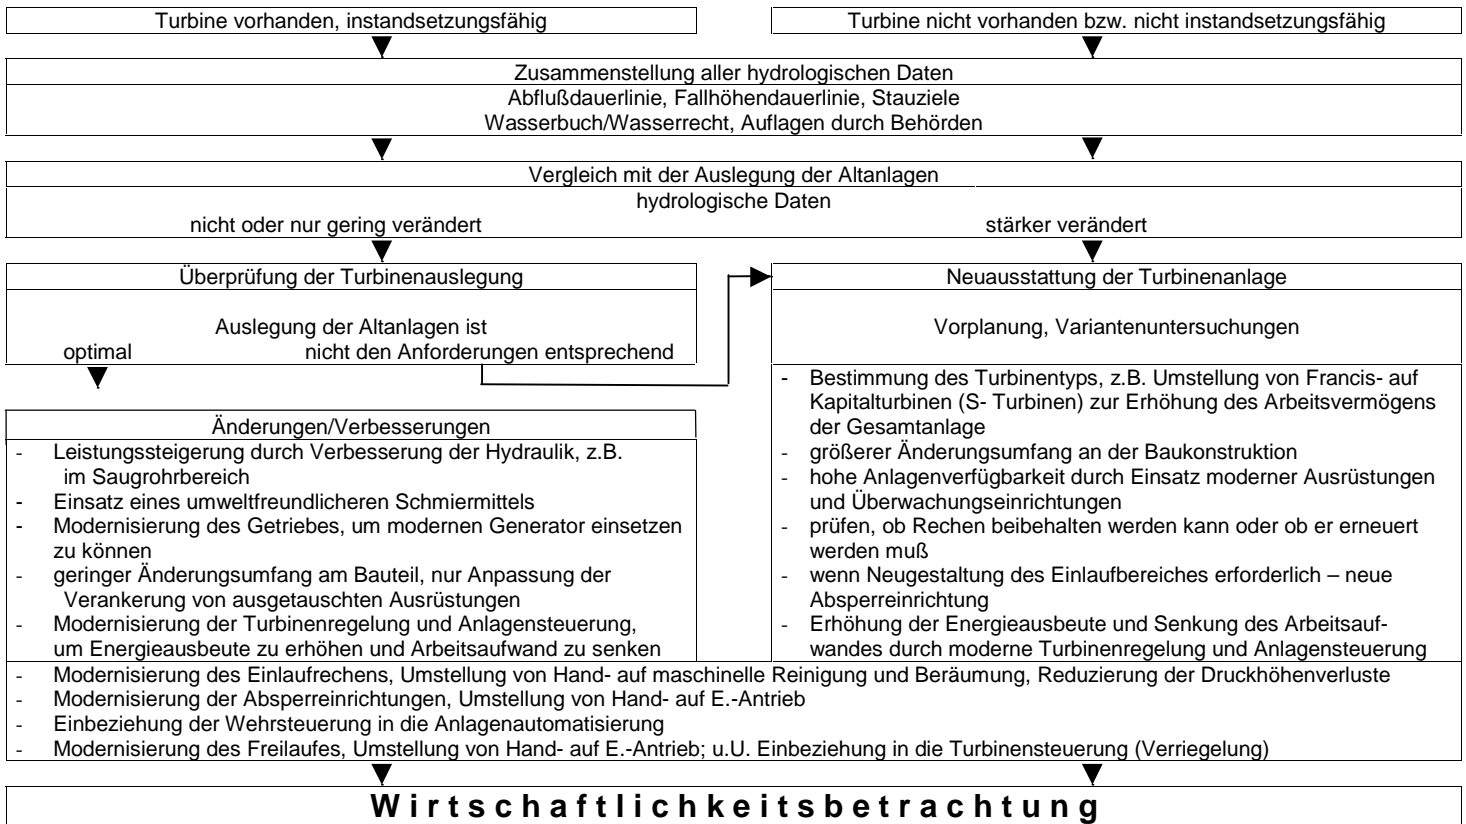 Turbine vorhanden, instandsetzungsfähig
Turbine nicht vorhanden bzw. nicht instandsetzungsfähig
Zusammenstellung aller hydrologischen Daten
Abflußdauerlinie, Fallhöhendauerlinie, Stauziele
Wasserbuch/Wasserrecht, Auflagen durch Behörden
Vergleich mit der Auslegung der Altanlagen
hydrologische Daten
nicht oder nur gering verändert
stärker verändert
Überprüfung der Turbinenauslegung
Auslegung der Altanlagen ist
optimal
nicht den Anforderungen entsprechend
Änderungen/Verbesserungen
- Leistungssteigerung durch Verbesserung der Hydraulik, z.B.
im Saugrohrbereich
- Einsatz eines umweltfreundlicheren Schmiermittels
- Modernisierung des Getriebes, um modernen Generator einsetzen
zu können
- geringer Änderungsumfang am Bauteil, nur Anpassung der
Verankerung von ausgetauschten Ausrüstungen
- Modernisierung der Turbinenregelung und Anlagensteuerung,
um Energieausbeute zu erhöhen und Arbeitsaufwand zu senken
Neuausstattung der Turbinenanlage
Vorplanung, Variantenuntersuchungen
- Bestimmung des Turbinentyps, z.B. Umstellung von Francis- auf
Kapitalturbinen (S- Turbinen) zur Erhöhung des Arbeitsvermögens
der Gesamtanlage
- größerer Änderungsumfang an der Baukonstruktion
- hohe Anlagenverfügbarkeit durch Einsatz moderner Ausrüstungen
und Überwachungseinrichtungen
- prüfen, ob Rechen beibehalten werden kann oder ob er erneuert
werden muß
- wenn Neugestaltung des Einlaufbereiches erforderlich – neue
Absperreinrichtung
- Erhöhung der Energieausbeute und Senkung des Arbeitsauf-
wandes durch moderne Turbinenregelung und Anlagensteuerung
- Modernisierung des Einlaufrechens, Umstellung von Hand- auf maschinelle Reinigung und Beräumung, Reduzierung der Druckhöhenverluste
- Modernisierung der Absperreinrichtungen, Umstellung von Hand- auf E.-Antrieb
- Einbeziehung der Wehrsteuerung in die Anlagenautomatisierung
- Modernisierung des Freilaufes, Umstellung von Hand- auf E.-Antrieb; u.U. Einbeziehung in die Turbinensteuerung (Verriegelung)
Wirtschaftlichkeitsbetrachtung